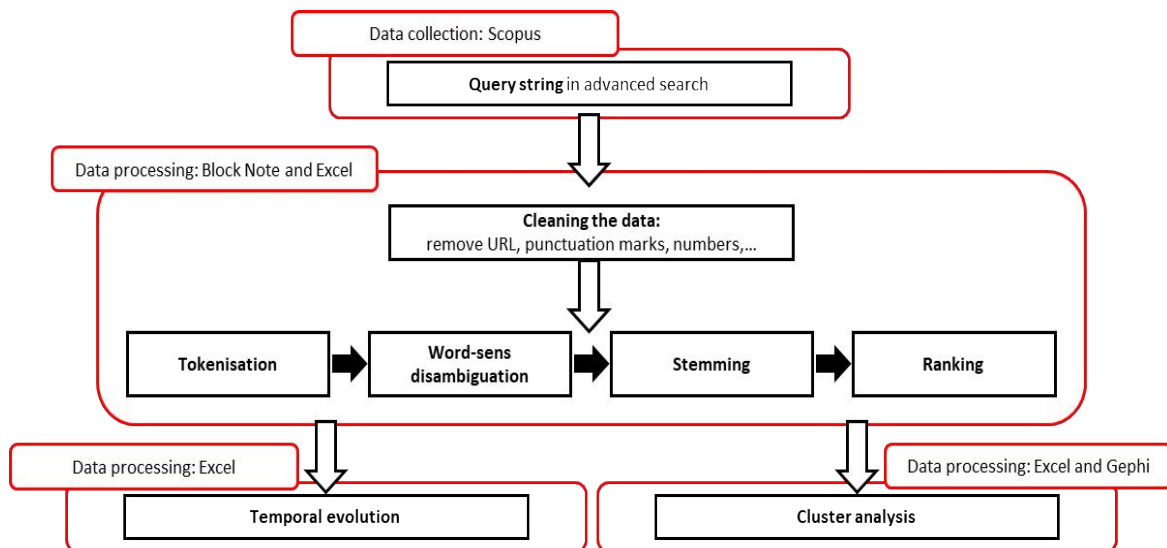 Data collection: Scopus
Query string in advanced search
Data processing: Block Note and Excel
Cleaning the data:
remove URL, punctuation marks, numbers,...
Tokenisation
Word-sens
disambiguation
Stemming
Ranking
Data processing: Excel
Data processing: Excel and Gephi
Temporal evolution
Cluster analysis